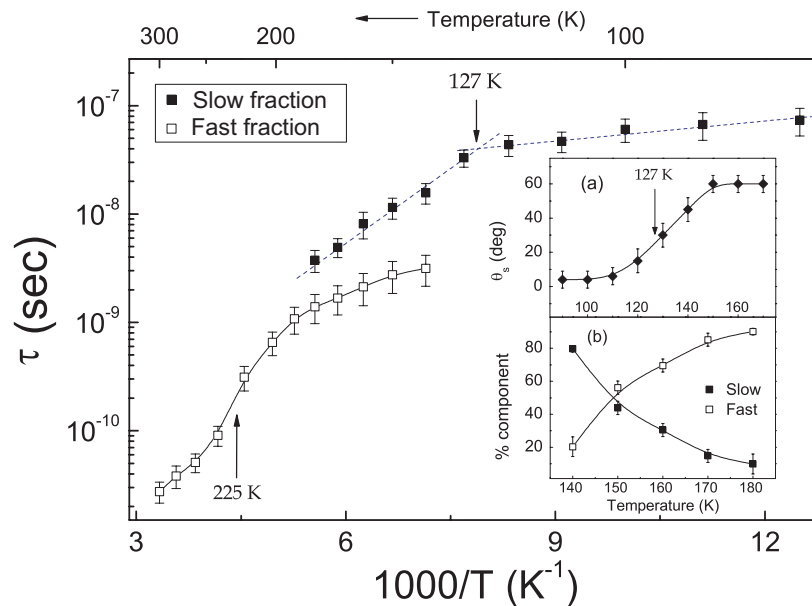 Temperature (K)
300 200 100
127 K
Slow fraction
Fast fraction
10^-7
10^-8
10^-9
10^-10
τ (sec)
225 K
3 6 9 12
1000/T (K^-1)
(a)
127 K
60
40
20
0
θs (deg)
100 120 140 160
(b)
80
60
40
20
% component
Slow
Fast
140 150 160 170 180
Temperature (K)